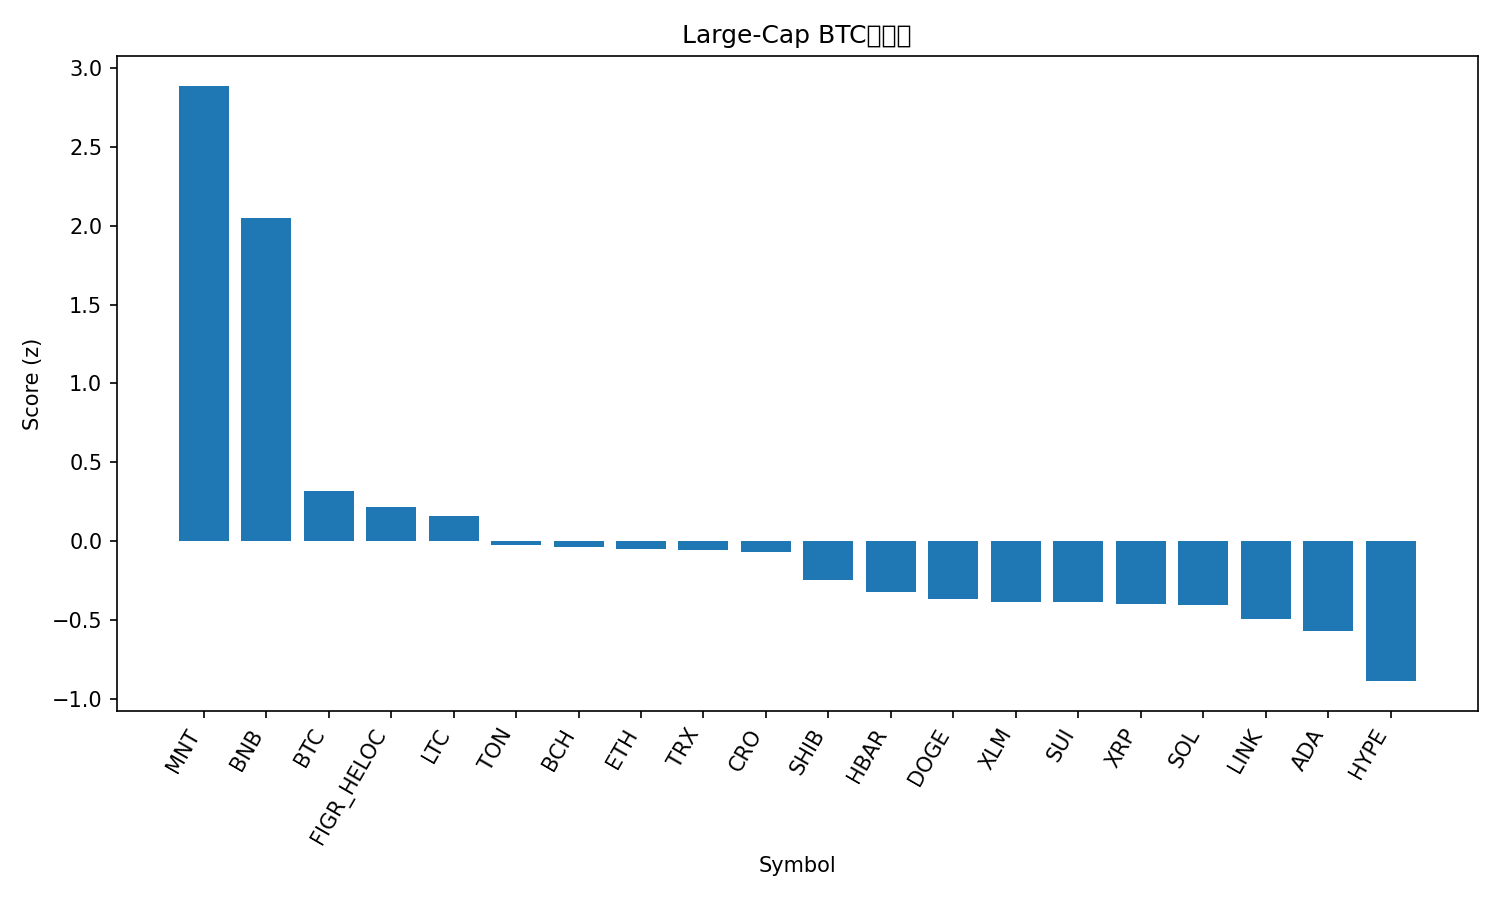 Large-Cap BTC
3.0
2.5
2.0
1.5
1.0
0.5
0.0
−0.5
−1.0
Score (z)
MNT
BNB
BTC
FIGR_HELOC
LTC
TON
BCH
ETH
TRX
CRO
SHIB
HBAR
DOGE
XLM
SUI
XRP
SOL
LINK
ADA
HYPE
Symbol